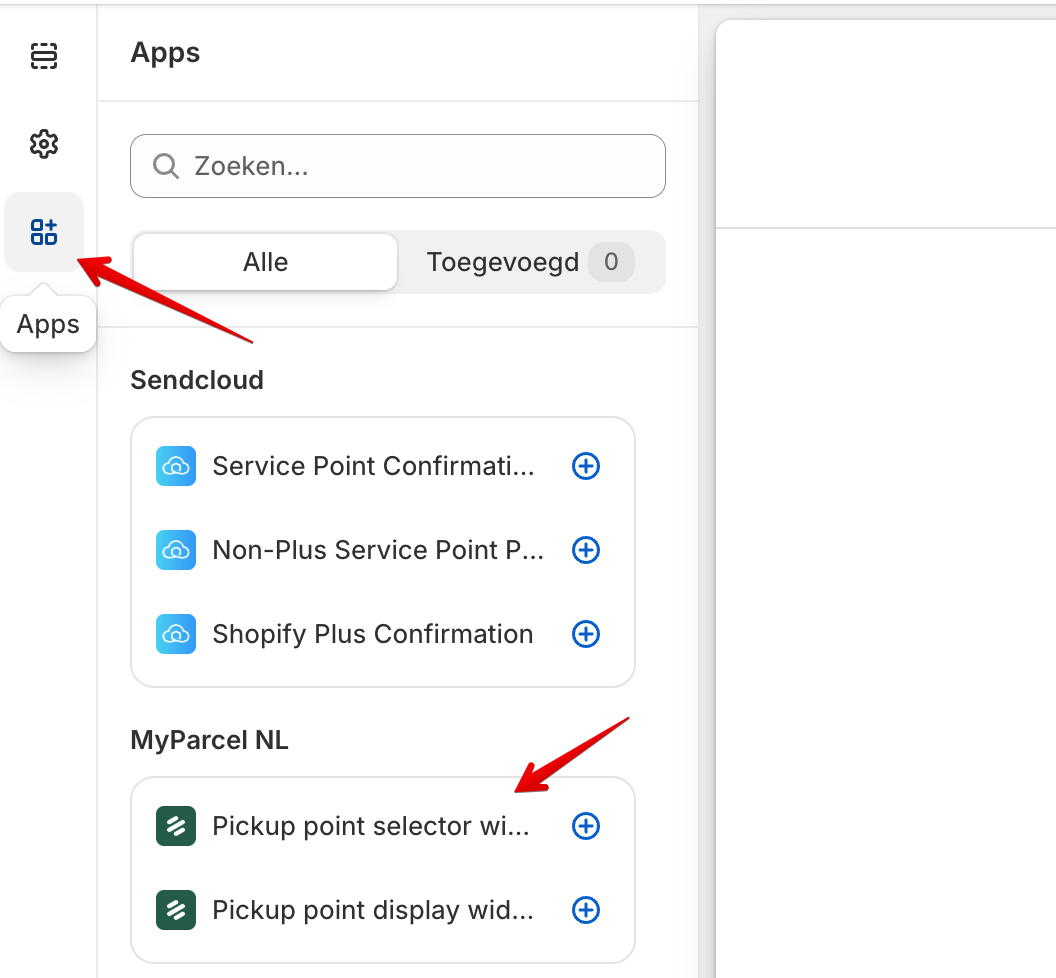 Apps
Zoeken...
Alle
Toegevoegd 0
Apps
Sendcloud
Service Point Confirmati...
Non-Plus Service Point P...
Shopify Plus Confirmation
MyParcel NL
Pickup point selector wi...
Pickup point display wid...